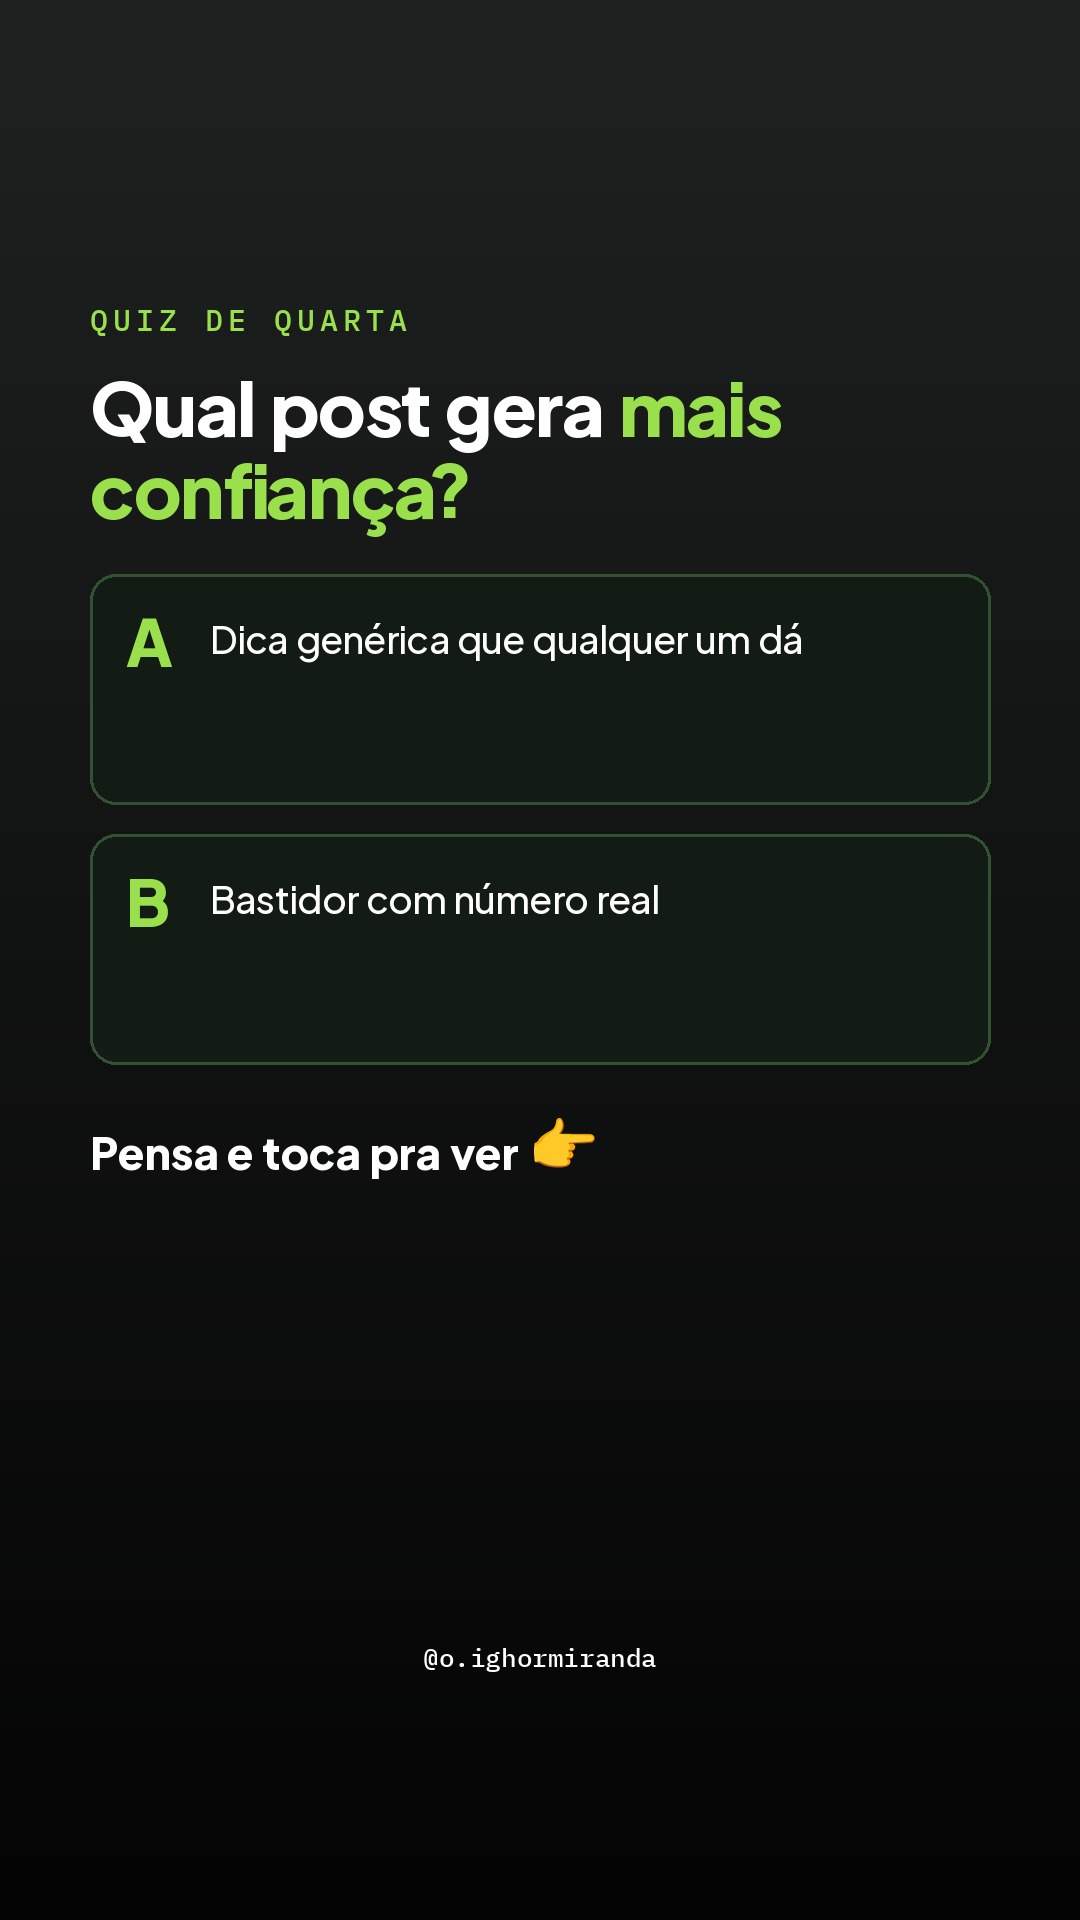 QUIZ DE QUARTA
Qual post gera mais
confiança?
A Dica genérica que qualquer um dá
B Bastidor com número real
Pensa e toca pra ver 👉
@o.ighormiranda